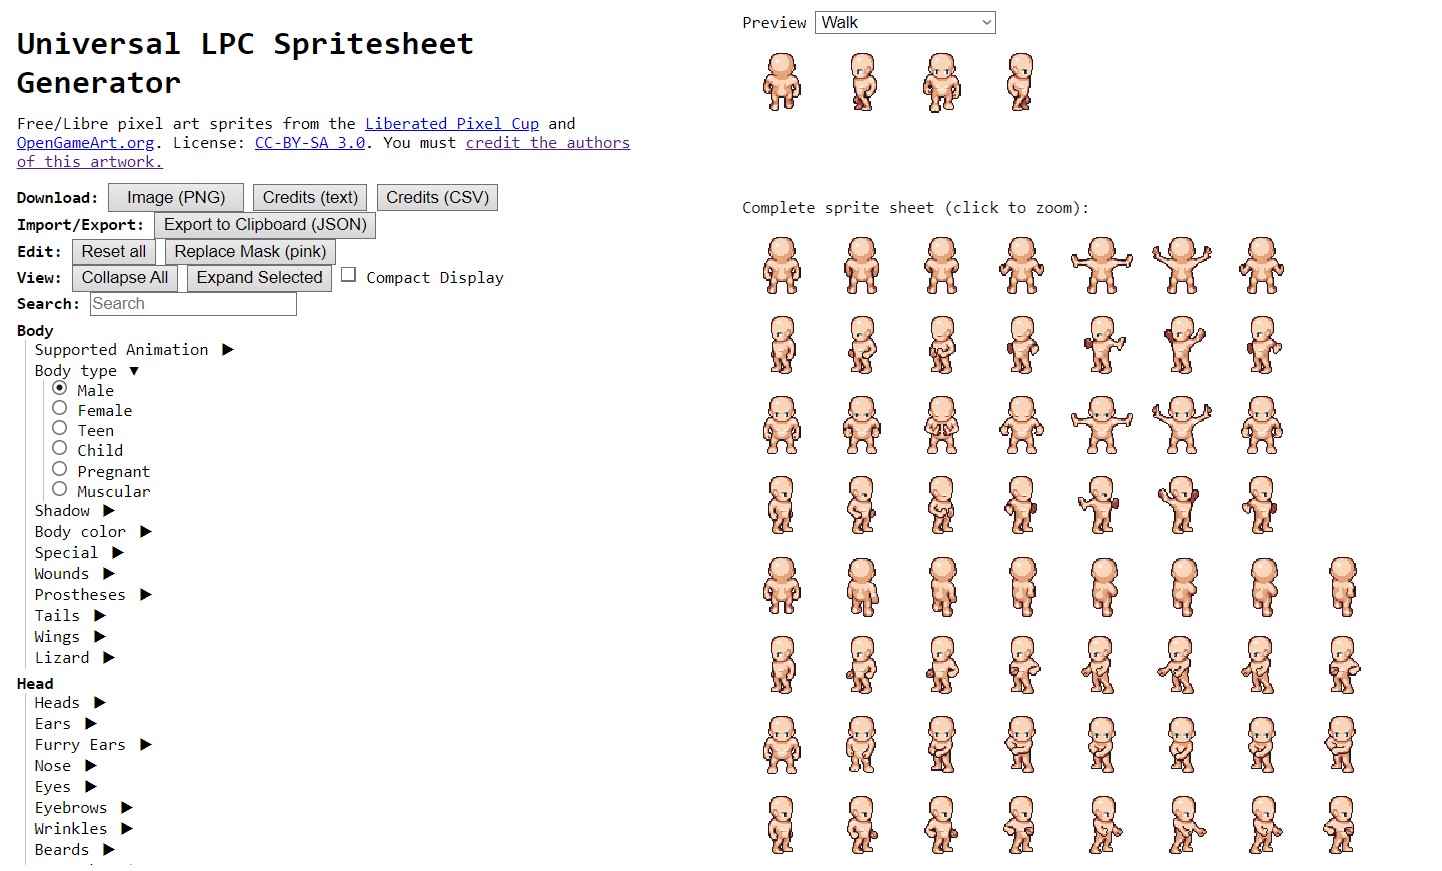 Universal LPC Spritesheet
Generator
Free/Libre pixel art sprites from the Liberated Pixel Cup and
OpenGameArt.org. License: CC-BY-SA 3.0. You must credit the authors
of this artwork.
Download: Image (PNG) Credits (text) Credits (CSV)
Import/Export: Export to Clipboard (JSON)
Edit: Reset all Replace Mask (pink)
View: Collapse All Expand Selected Compact Display
Search: Search
Body
Supported Animation ▶
Body type ▼
Male
Female
Teen
Child
Pregnant
Muscular
Shadow ▶
Body color ▶
Special ▶
Wounds ▶
Prostheses ▶
Tails ▶
Wings ▶
Lizard ▶
Head
Heads ▶
Ears ▶
Furry Ears ▶
Nose ▶
Eyes ▶
Eyebrows ▶
Wrinkles ▶
Beards ▶
Preview Walk
Complete sprite sheet (click to zoom):